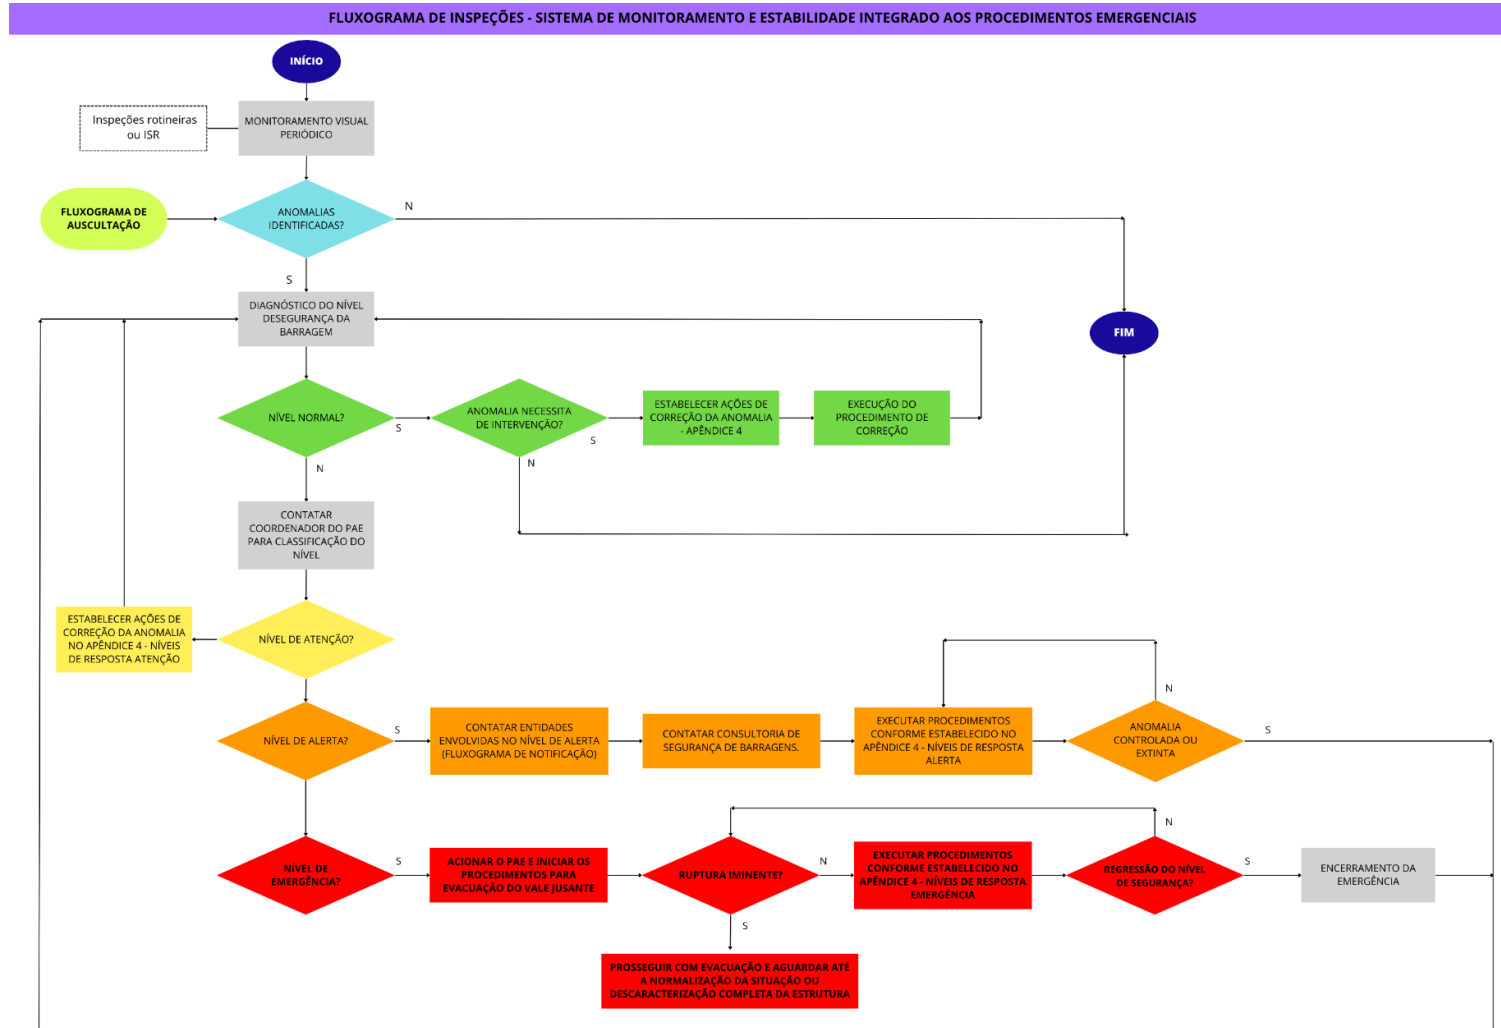 FLUXOGRAMA DE INSPEÇÕES - SISTEMA DE MONITORAMENTO E ESTABILIDADE INTEGRADO AOS PROCEDIMENTOS EMERGENCIAIS
INÍCIO
Inspeções rotineiras
ou ISR
MONITORAMENTO VISUAL
PERIÓDICO
FLUXOGRAMA DE
AUSCULTAÇÃO
ANOMALIAS
IDENTIFICADAS?
N
S
DIAGNÓSTICO DO NÍVEL
DESEGURANÇA DA
BARRAGEM
FIM
NÍVEL NORMAL?
S
N
ANOMALIA NECESSITA
DE INTERVENÇÃO?
S
N
ESTABELECER AÇÕES DE
CORREÇÃO DA ANOMALIA
- APÊNDICE 4
EXECUÇÃO DO
PROCEDIMENTO DE
CORREÇÃO
CONTATAR
COORDENADOR DO PAE
PARA CLASSIFICAÇÃO DO
NÍVEL
ESTABELECER AÇÕES DE
CORREÇÃO DA ANOMALIA
NO APÊNDICE 4 - NÍVEIS
DE RESPOSTA ATENÇÃO
NÍVEL DE ATENÇÃO?
NÍVEL DE ALERTA?
S
CONTATAR ENTIDADES
ENVOLVIDAS NO NÍVEL DE ALERTA
(FLUXOGRAMA DE NOTIFICAÇÃO)
CONTATAR CONSULTORIA DE
SEGURANÇA DE BARRAGENS.
EXECUTAR PROCEDIMENTOS
CONFORME ESTABELECIDO NO
APÊNDICE 4 - NÍVEIS DE RESPOSTA
ALERTA
N
ANOMALIA
CONTROLADA OU
EXTINTA
S
NÍVEL DE
EMERGÊNCIA?
S
ACIONAR O PAE E INICIAR OS
PROCEDIMENTOS PARA
EVACUAÇÃO DO VALE JUSANTE
RUPTURA IMINENTE?
N
S
EXECUTAR PROCEDIMENTOS
CONFORME ESTABELECIDO NO
APÊNDICE 4 - NÍVEIS DE RESPOSTA
EMERGÊNCIA
N
REGRESSÃO DO NÍVEL
DE SEGURANÇA?
S
ENCERRAMENTO DA
EMERGÊNCIA
PROSSEGUIR COM EVACUAÇÃO E AGUARDAR ATÉ
A NORMALIZAÇÃO DA SITUAÇÃO OU
DESCARACTERIZAÇÃO COMPLETA DA ESTRUTURA